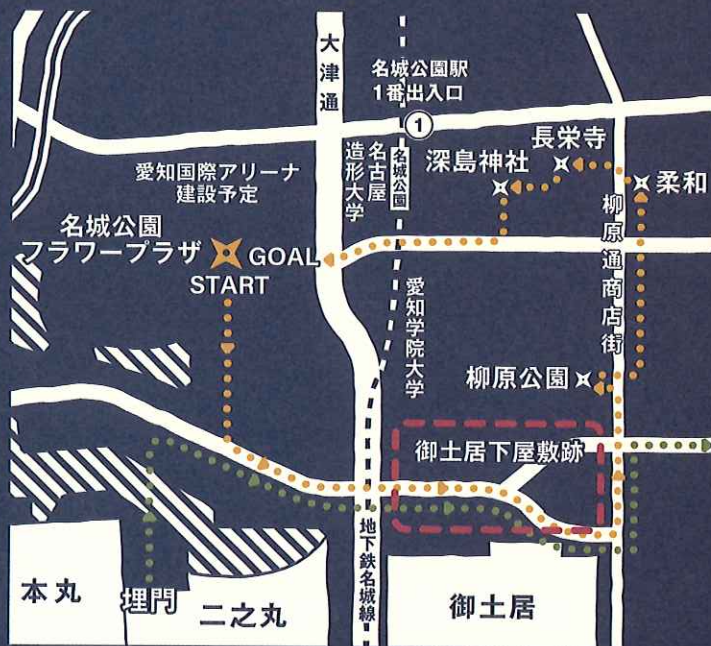 大津通
名城公園駅
1番出入口
1
愛知国際アリーナ
建設予定
名古屋
造形大学
名城公園
深島神社
長栄寺
柔和
柳原通商店街
名城公園
フラワープラザ
GOAL
START
愛知学院大学
柳原公園
御土居下屋敷跡
地下鉄名城線
本丸
埋門
二之丸
御土居